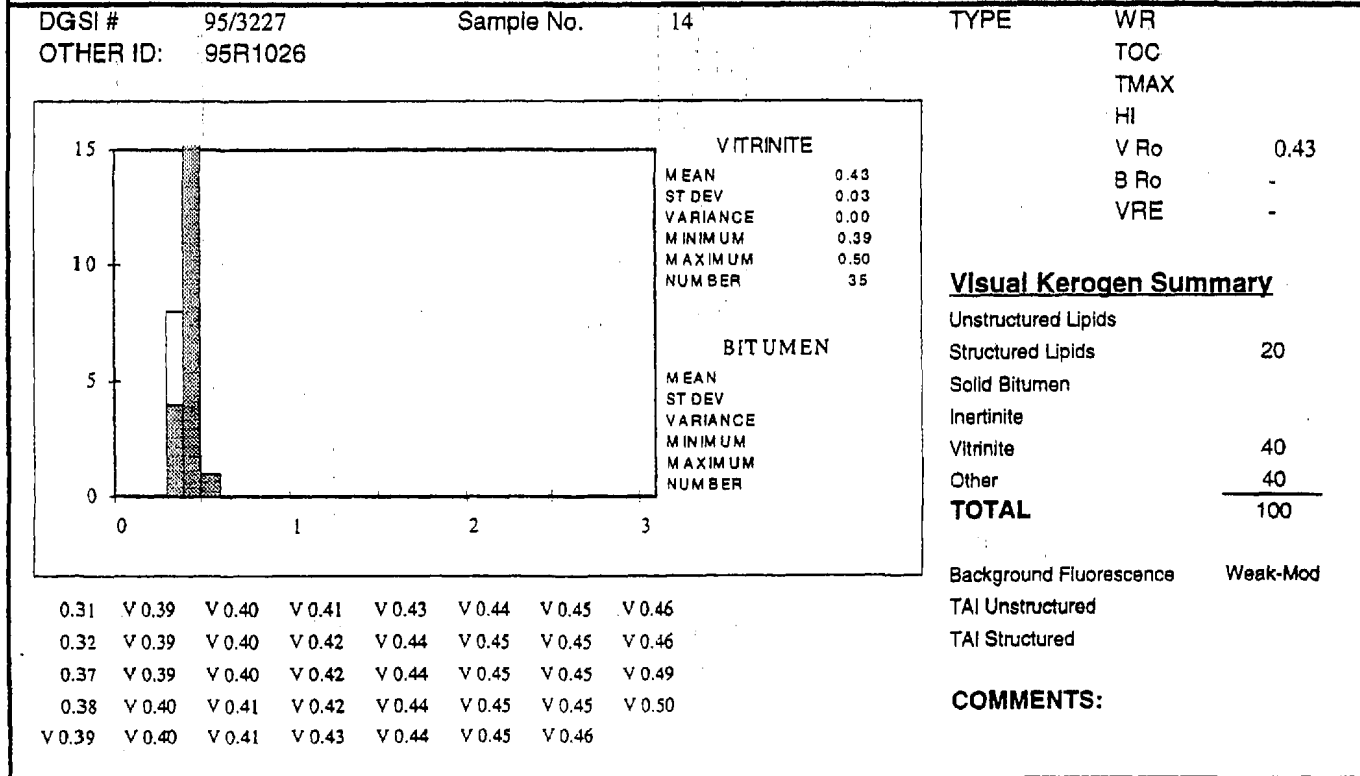 DGSI # 95/3227 Sample No. 14
OTHER ID: 95R1026
TYPE WR
TOC
TMAX
HI
V Ro 0.43
B Ro -
VRE -
15
10
5
0
0 1 2 3
VITRINITE
MEAN 0.43
ST DEV 0.03
VARIANCE 0.00
MINIMUM 0.39
MAXIMUM 0.50
NUMBER 35
BITUMEN
MEAN
ST DEV
VARIANCE
MINIMUM
MAXIMUM
NUMBER
Visual Kerogen Summary
Unstructured Lipids
Structured Lipids 20
Solid Bitumen
Inertinite
Vitrinite 40
Other 40
TOTAL 100
Background Fluorescence Weak-Mod
TAI Unstructured
TAI Structured
COMMENTS:
0.31 V 0.39 V 0.40 V 0.41 V 0.43 V 0.44 V 0.45 V 0.46
0.32 V 0.39 V 0.40 V 0.42 V 0.44 V 0.45 V 0.45 V 0.46
0.37 V 0.39 V 0.40 V 0.42 V 0.44 V 0.45 V 0.45 V 0.49
0.38 V 0.40 V 0.41 V 0.42 V 0.44 V 0.45 V 0.45 V 0.50
V 0.39 V 0.40 V 0.41 V 0.43 V 0.44 V 0.45 V 0.46